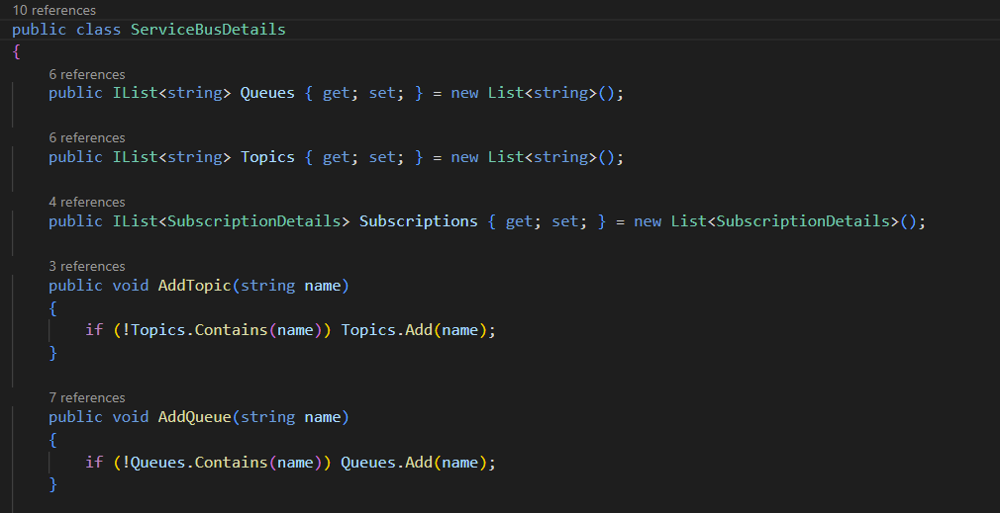 10 references
public class ServiceBusDetails
{
6 references
public IList<string> Queues { get; set; } = new List<string>();
6 references
public IList<string> Topics { get; set; } = new List<string>();
4 references
public IList<SubscriptionDetails> Subscriptions { get; set; } = new List<SubscriptionDetails>();
3 references
public void AddTopic(string name)
{
if (!Topics.Contains(name)) Topics.Add(name);
}
7 references
public void AddQueue(string name)
{
if (!Queues.Contains(name)) Queues.Add(name);
}